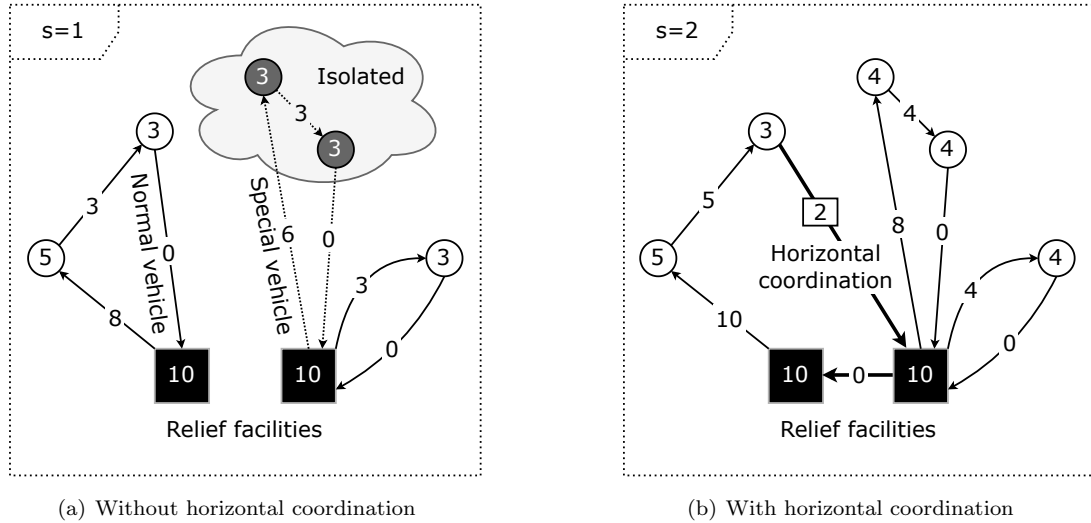 s=1
3
Isolated
3
3
3
3
Normal vehicle
Special vehicle
0
6
0
5
3
3
8
0
10
10
Relief facilities
(a) Without horizontal coordination
s=2
4
4
3
4
5
2
8
0
Horizontal
coordination
5
4
4
10
0
10
0
10
Relief facilities
(b) With horizontal coordination